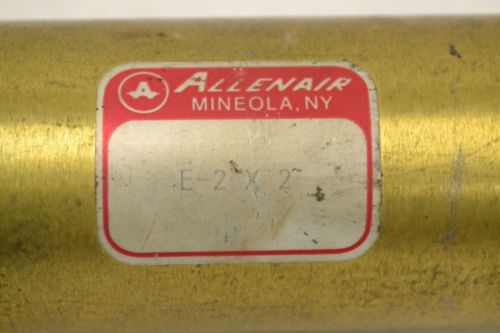 A ALLENAIR
MINEOLA, NY
E-2 X 2